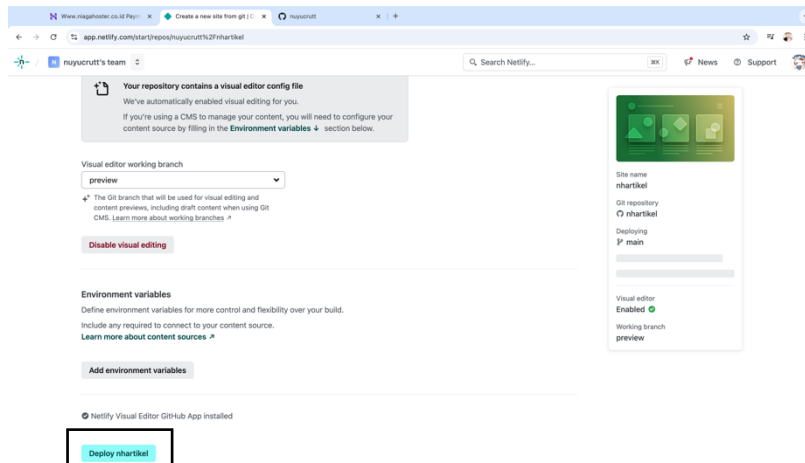 Www.niagahoster.co.id Paym
Create a new site from git | D
nuyucrutt
app.netlify.com/start/repos/nuyucrutt%2Fnhartikel
N nuyucrutt's team
Search Netlify...
⌘K
News
Support
Your repository contains a visual editor config file
We've automatically enabled visual editing for you.
If you're using a CMS to manage your content, you will need to configure your
content source by filling in the Environment variables ↓ section below.
Visual editor working branch
preview
The Git branch that will be used for visual editing and
content previews, including draft content when using Git
CMS. Learn more about working branches ↗
Disable visual editing
Environment variables
Define environment variables for more control and flexibility over your build.
Include any required to connect to your content source.
Learn more about content sources ↗
Add environment variables
Netlify Visual Editor GitHub App installed
Deploy nhartikel
Site name
nhartikel
Git repository
nhartikel
Deploying
main
Visual editor
Enabled
Working branch
preview